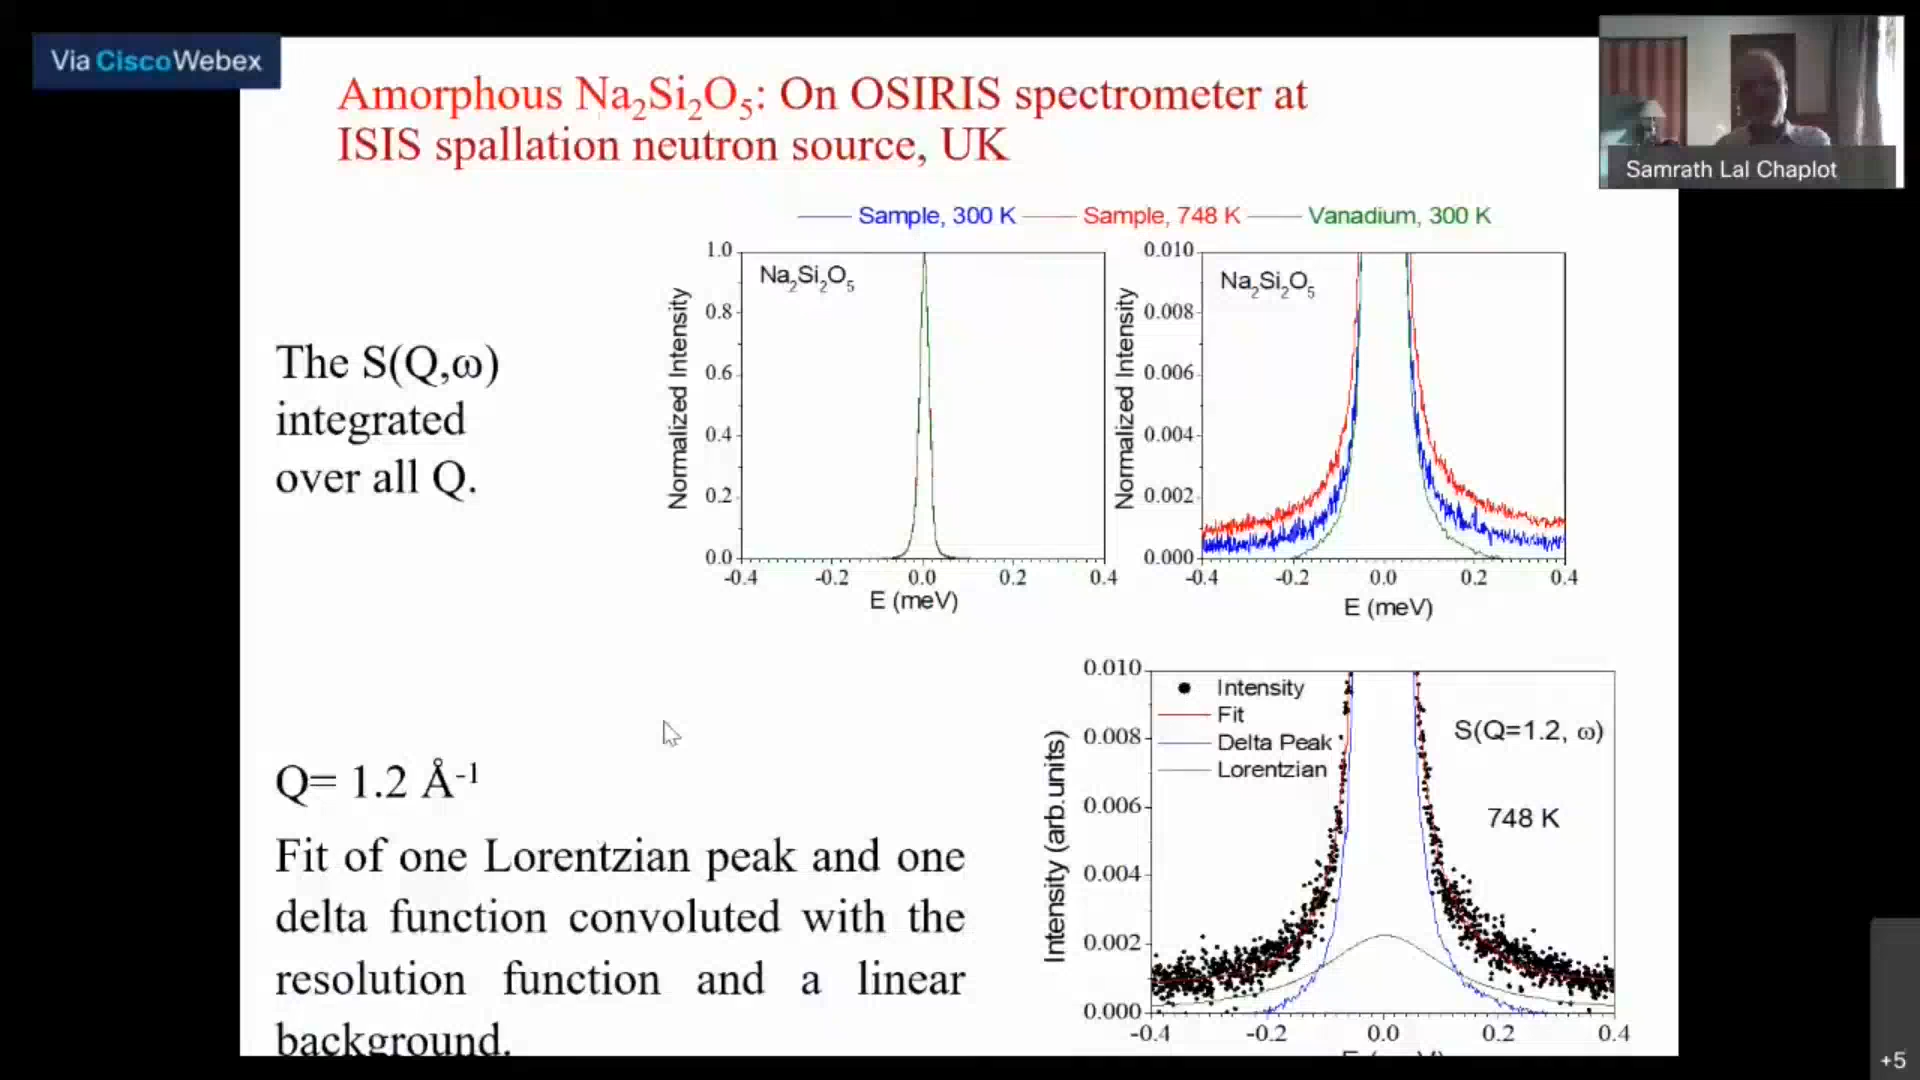 Via CiscoWebex
Samrath Lal Chaplot
Amorphous Na₂Si₂O₅: On OSIRIS spectrometer at
ISIS spallation neutron source, UK
Sample, 300 K Sample, 748 K Vanadium, 300 K
The S(Q,ω)
integrated
over all Q.
Na₂Si₂O₅
Normalized Intensity
1.0
0.8
0.6
0.4
0.2
0.0
-0.4 -0.2 0.0 0.2 0.4
E (meV)
Na₂Si₂O₅
Normalized Intensity
0.010
0.008
0.006
0.004
0.002
0.000
-0.4 -0.2 0.0 0.2 0.4
E (meV)
Q= 1.2 Å⁻¹
Fit of one Lorentzian peak and one
delta function convoluted with the
resolution function and a linear
background.
Intensity
Fit
Delta Peak
Lorentzian
S(Q=1.2, ω)
748 K
Intensity (arb.units)
0.010
0.008
0.006
0.004
0.002
0.000
-0.4 -0.2 0.0 0.2 0.4
+5